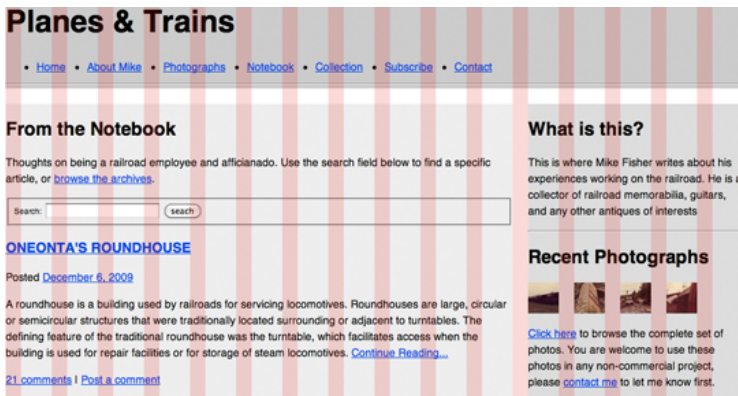 Planes & Trains
• Home • About Mike • Photographs • Notebook • Collection • Subscribe • Contact
From the Notebook
Thoughts on being a railroad employee and afficianado. Use the search field below to find a specific
article, or browse the archives.
Search: seach
ONEONTA'S ROUNDHOUSE
Posted December 6, 2009
A roundhouse is a building used by railroads for servicing locomotives. Roundhouses are large, circular
or semicircular structures that were traditionally located surrounding or adjacent to turntables. The
defining feature of the traditional roundhouse was the turntable, which facilitates access when the
building is used for repair facilities or for storage of steam locomotives. Continue Reading...
21 comments | Post a comment
What is this?
This is where Mike Fisher writes about his
experiences working on the railroad. He is a
collector of railroad memorabilia, guitars,
and any other antiques of interests
Recent Photographs
Click here to browse the complete set of
photos. You are welcome to use these
photos in any non-commercial project,
please contact me to let me know first.